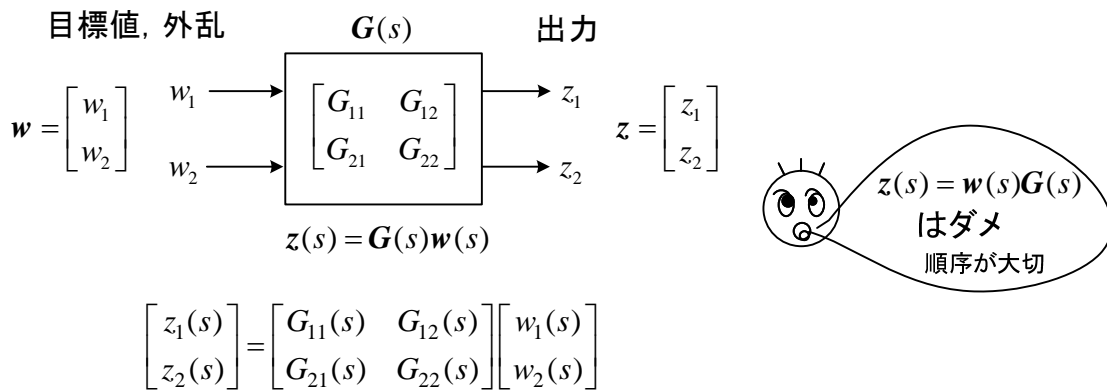 目標値, 外乱
G(s)
出力
w = [w₁ w₂]
w₁
w₂
[G₁₁ G₁₂
G₂₁ G₂₂]
z₁
z₂
z = [z₁ z₂]
z(s) = G(s)w(s)
z(s) = w(s)G(s)
はダメ
順序が大切
[z₁(s) z₂(s)] = [G₁₁(s) G₁₂(s) G₂₁(s) G₂₂(s)] [w₁(s) w₂(s)]